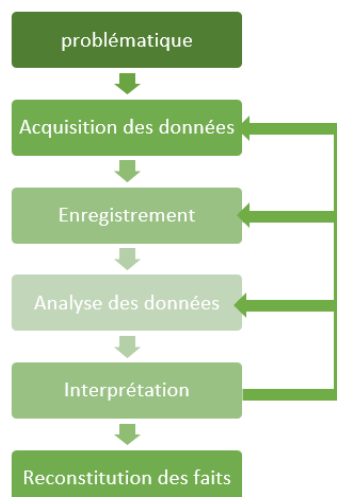 problématique
Acquisition des données
Enregistrement
Analyse des données
Interprétation
Reconstitution des faits